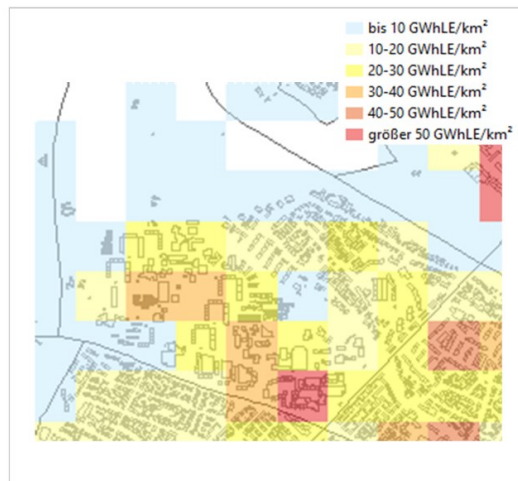 bis 10 GWhLE/km²
10-20 GWhLE/km²
20-30 GWhLE/km²
30-40 GWhLE/km²
40-50 GWhLE/km²
größer 50 GWhLE/km²